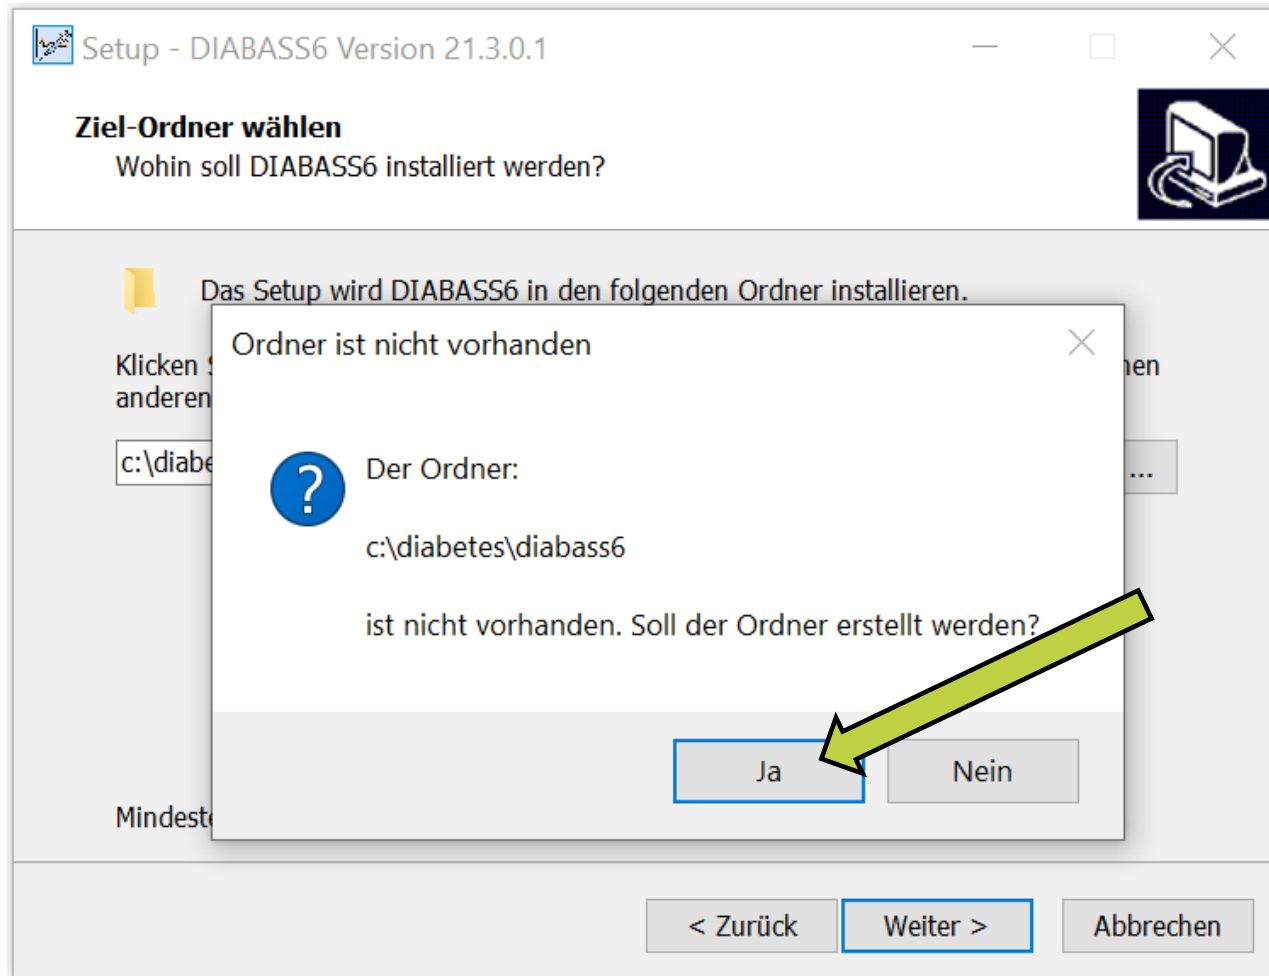 Setup - DIABASS6 Version 21.3.0.1
Ziel-Ordner wählen
Wohin soll DIABASS6 installiert werden?
Das Setup wird DIABASS6 in den folgenden Ordner installieren.
Ordner ist nicht vorhanden
Klicken
anderen
c:\diabe
...
Der Ordner:
c:\diabetes\diabass6
ist nicht vorhanden. Soll der Ordner erstellt werden?
Ja
Nein
Mindest
< Zurück
Weiter >
Abbrechen